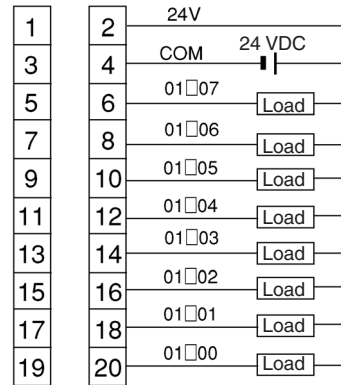 1 2 24V
3 4 COM 24 VDC
5 6 01□07 Load
7 8 01□06 Load
9 10 01□05 Load
11 12 01□04 Load
13 14 01□03 Load
15 16 01□02 Load
17 18 01□01 Load
19 20 01□00 Load